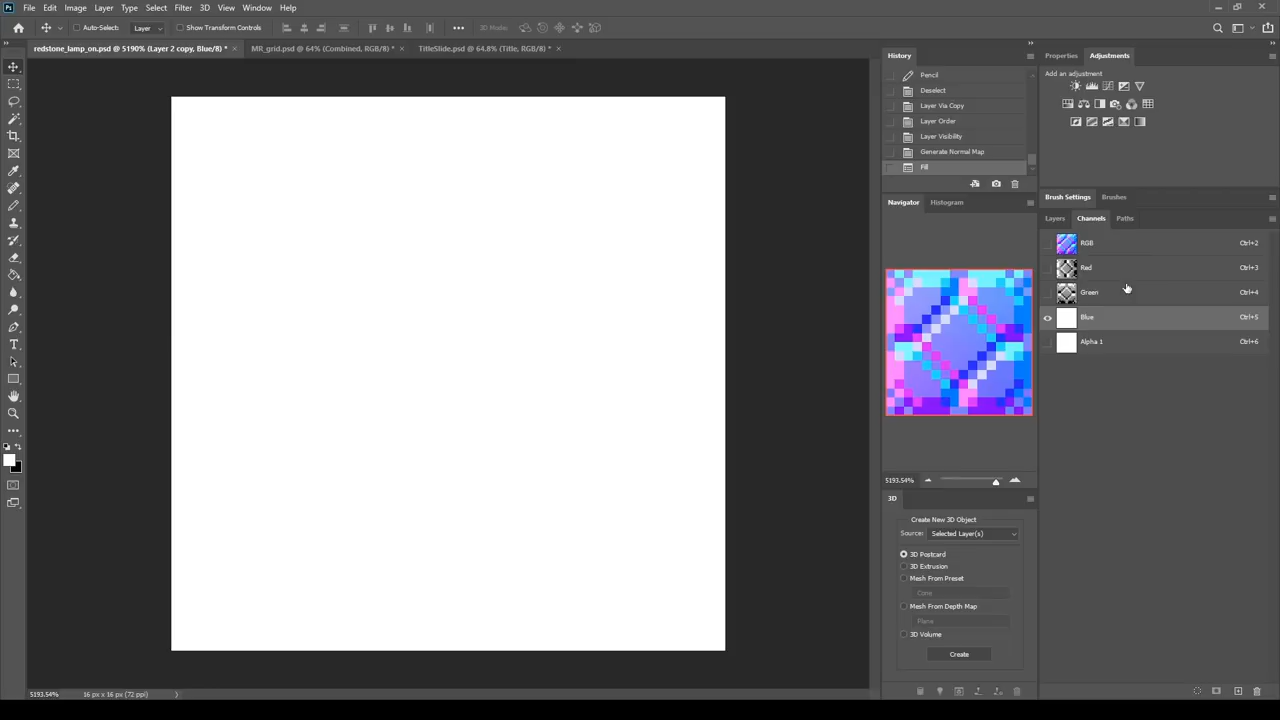 Ps File Edit Image Layer Type Select Filter 3D View Window Help
Auto-Select: Layer Show Transform Controls 3D Mode:
redstone_lamp_on.psd @ 5190% (Layer 2 copy, Blue/8) * × MR_grid.psd @ 64% (Combined, RGB/8) * × TitleSlide.psd @ 64.8% (Title, RGB/8) * ×
History
Pencil
Deselect
Layer Via Copy
Layer Order
Layer Visibility
Generate Normal Map
Fill
Navigator Histogram
5193.54%
3D
Create New 3D Object
Source: Selected Layer(s)
3D Postcard
3D Extrusion
Mesh From Preset
Cone
Mesh From Depth Map
Plane
3D Volume
Create
Properties Adjustments
Add an adjustment
Brush Settings Brushes
Layers Channels Paths
RGB Ctrl+2
Red Ctrl+3
Green Ctrl+4
Blue Ctrl+5
Alpha 1 Ctrl+6
5193.54% 16 px x 16 px (72 ppi)